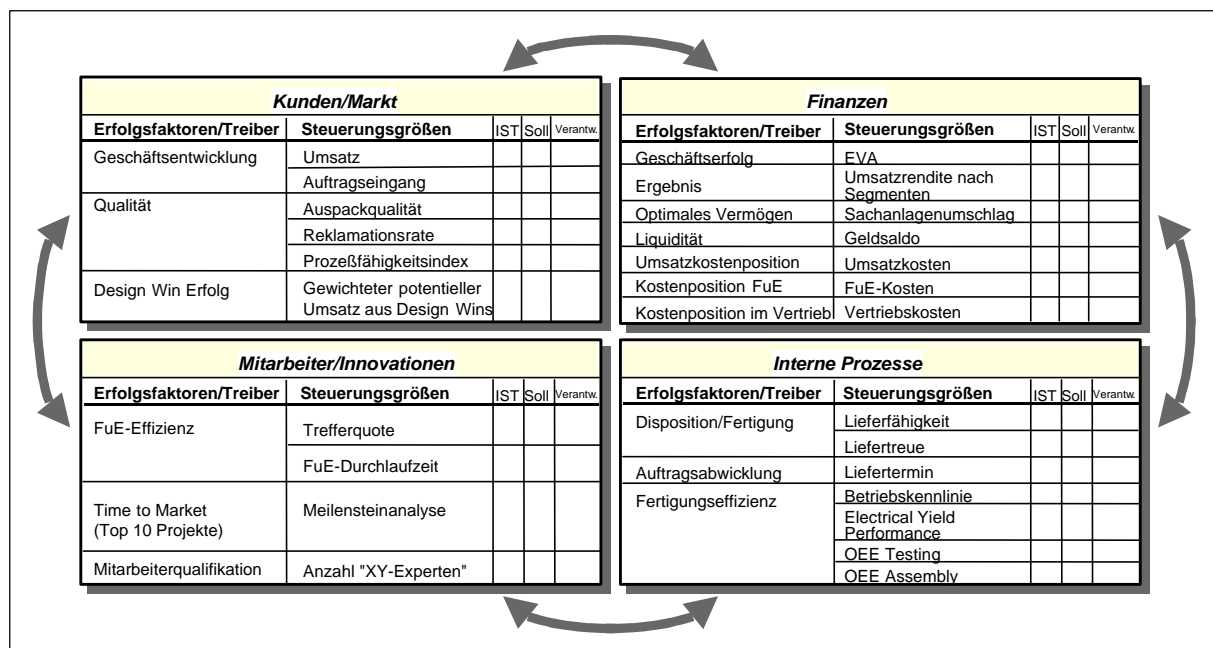 Kunden/Markt
Erfolgsfaktoren/Treiber Steuerungsgrößen IST Soll Verantw.
Geschäftsentwicklung Umsatz
Auftragseingang
Qualität Auspackqualität
Reklamationsrate
Prozeßfähigkeitsindex
Design Win Erfolg Gewichteter potentieller
Umsatz aus Design Wins
Finanzen
Erfolgsfaktoren/Treiber Steuerungsgrößen IST Soll Verantw.
Geschäftserfolg EVA
Ergebnis Umsatzrendite nach
Segmenten
Optimales Vermögen Sachanlagenumschlag
Liquidität Geldsaldo
Umsatzkostenposition Umsatzkosten
Kostenposition FuE FuE-Kosten
Kostenposition im Vertrieb Vertriebskosten
Mitarbeiter/Innovationen
Erfolgsfaktoren/Treiber Steuerungsgrößen IST Soll Verantw.
FuE-Effizienz Trefferquote
FuE-Durchlaufzeit
Time to Market Meilensteinanalyse
(Top 10 Projekte)
Mitarbeiterqualifikation Anzahl "XY-Experten"
Interne Prozesse
Erfolgsfaktoren/Treiber Steuerungsgrößen IST Soll Verantw.
Disposition/Fertigung Lieferfähigkeit
Liefertreue
Auftragsabwicklung Liefertermin
Fertigungseffizienz Betriebskennlinie
Electrical Yield
Performance
OEE Testing
OEE Assembly